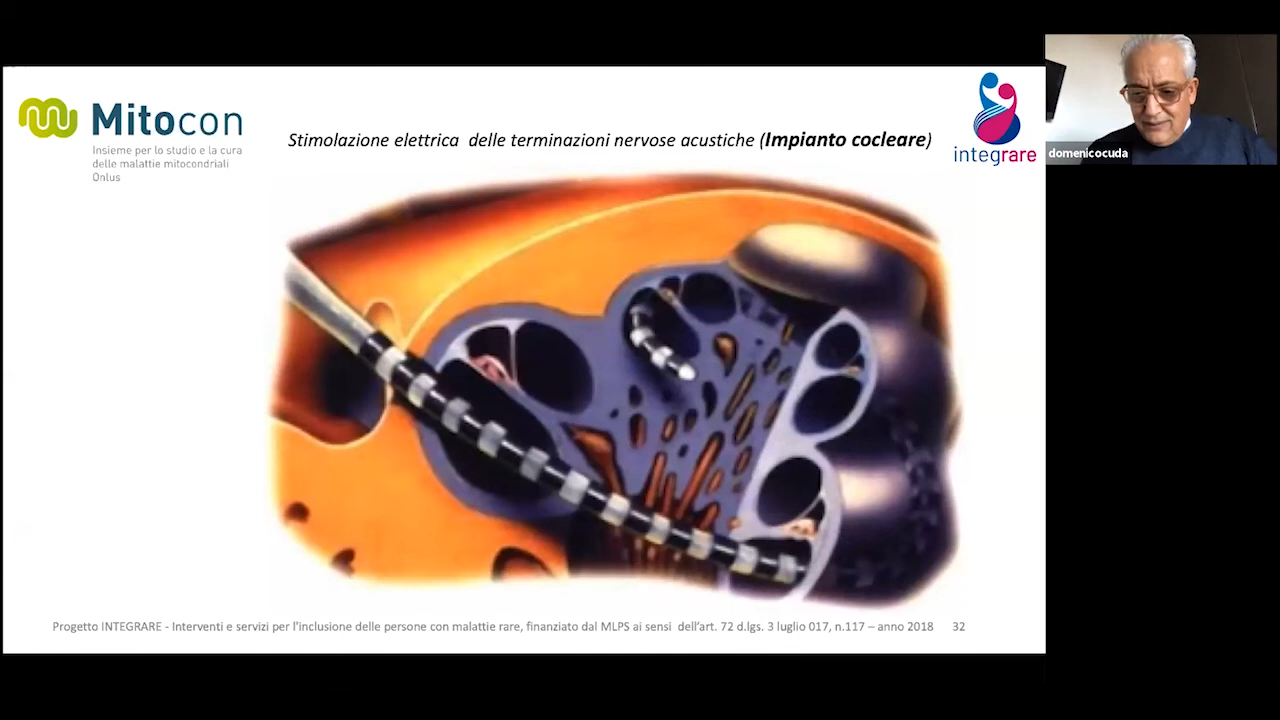 Mitocon
Insieme per lo studio e la cura
delle malattie mitocondriali
Onlus
Stimolazione elettrica delle terminazioni nervose acustiche (Impianto cocleare)
integrare
domenicocuda
Progetto INTEGRARE - Interventi e servizi per l'inclusione delle persone con malattie rare, finanziato dal MLPS ai sensi dell'art. 72 d.lgs. 3 luglio 017, n.117 – anno 2018 32